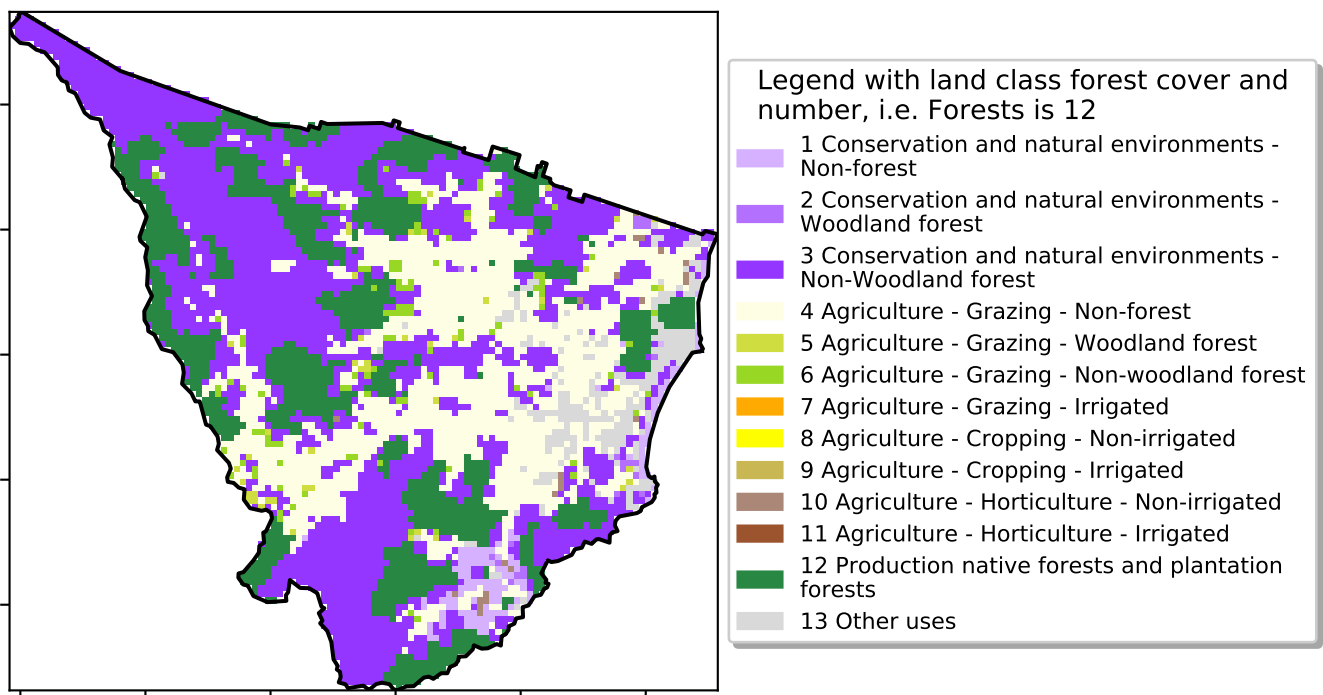 Legend with land class forest cover and
number, i.e. Forests is 12
1 Conservation and natural environments -
Non-forest
2 Conservation and natural environments -
Woodland forest
3 Conservation and natural environments -
Non-Woodland forest
4 Agriculture - Grazing - Non-forest
5 Agriculture - Grazing - Woodland forest
6 Agriculture - Grazing - Non-woodland forest
7 Agriculture - Grazing - Irrigated
8 Agriculture - Cropping - Non-irrigated
9 Agriculture - Cropping - Irrigated
10 Agriculture - Horticulture - Non-irrigated
11 Agriculture - Horticulture - Irrigated
12 Production native forests and plantation
forests
13 Other uses